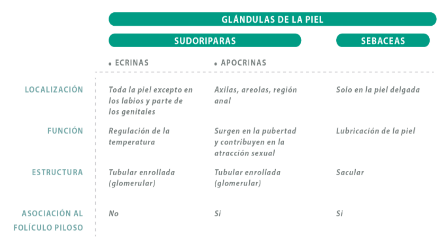 GLÁNDULAS DE LA PIEL
SUDORIPARAS
SEBACEAS
• ECRINAS
• APOCRINAS
LOCALIZACIÓN
Toda la piel excepto en
los labios y parte de
los genitales
Axilas, areolas, región
anal
Solo en la piel delgada
FUNCIÓN
Regulación de la
temperatura
Surgen en la pubertad
y contribuyen en la
atracción sexual
Lubricación de la piel
ESTRUCTURA
Tubular enrollada
(glomerular)
Tubular enrollada
(glomerular)
Sacular
ASOCIACIÓN AL
FOLÍCULO PILOSO
No
Si
Si